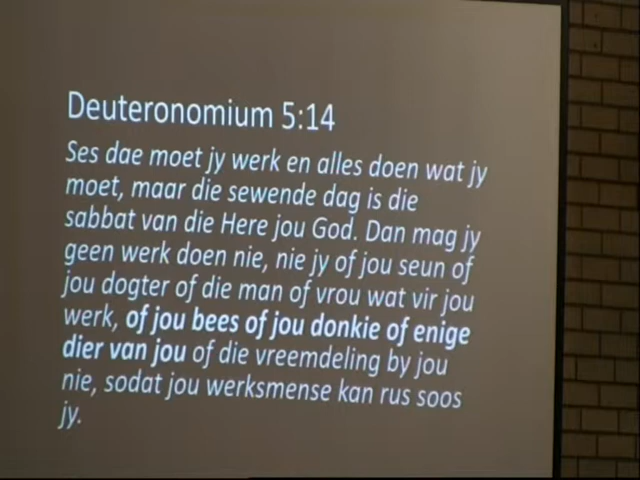 Deuteronomium 5:14
Ses dae moet jy werk en alles doen wat jy
moet, maar die sewende dag is die
sabbat van die Here jou God. Dan mag jy
geen werk doen nie, nie jy of jou seun of
jou dogter of die man of vrou wat vir jou
werk, of jou bees of jou donkie of enige
dier van jou of die vreemdeling by jou
nie, sodat jou werksmense kan rus soos
jy.